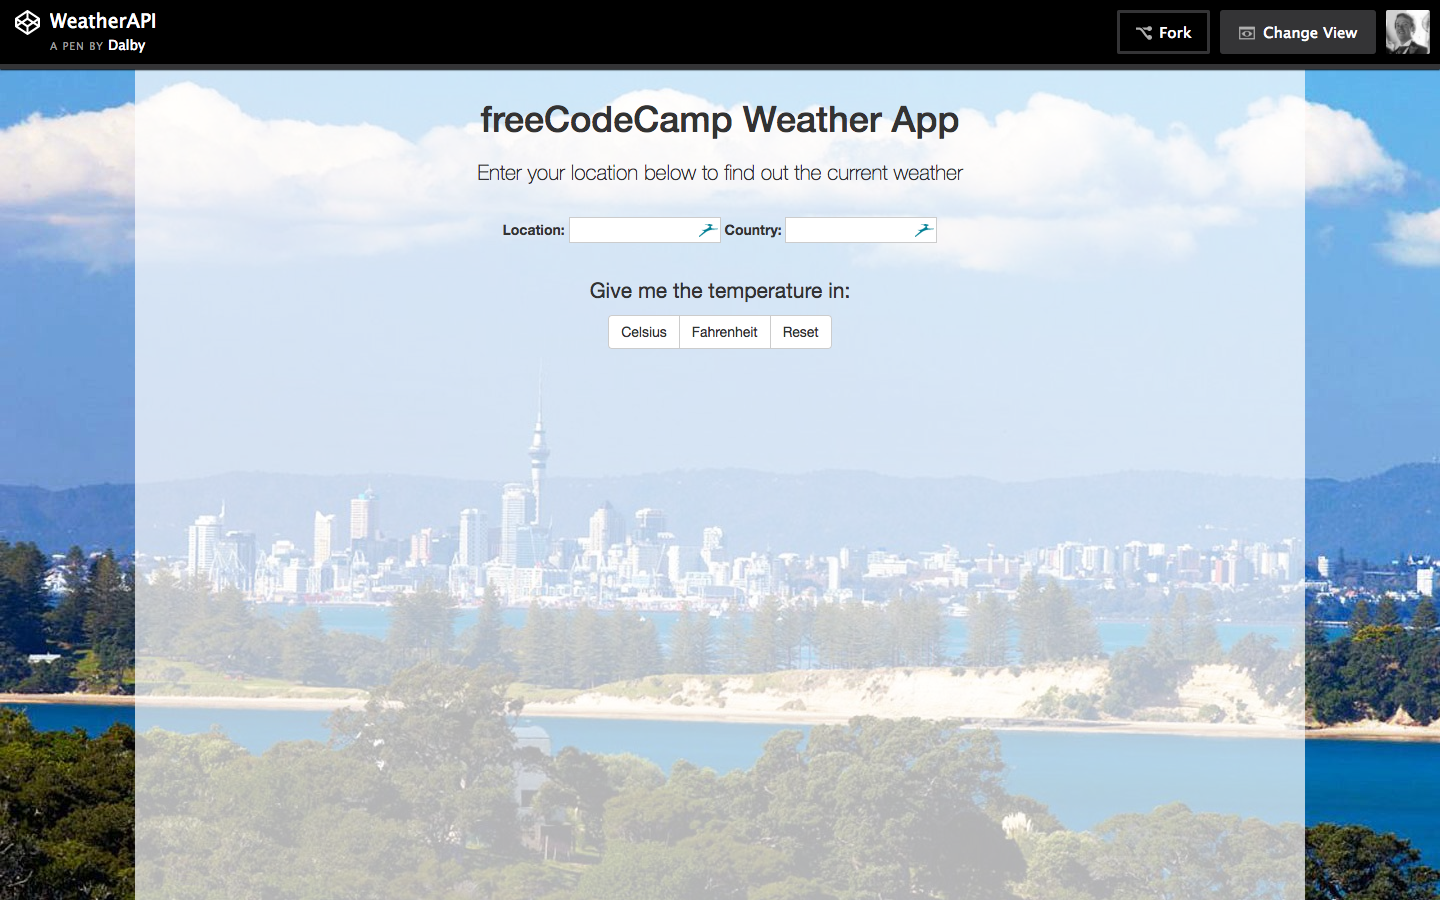 WeatherAPI
A PEN BY Dalby
Fork
Change View
freeCodeCamp Weather App
Enter your location below to find out the current weather
Location: Country:
Give me the temperature in:
Celsius Fahrenheit Reset